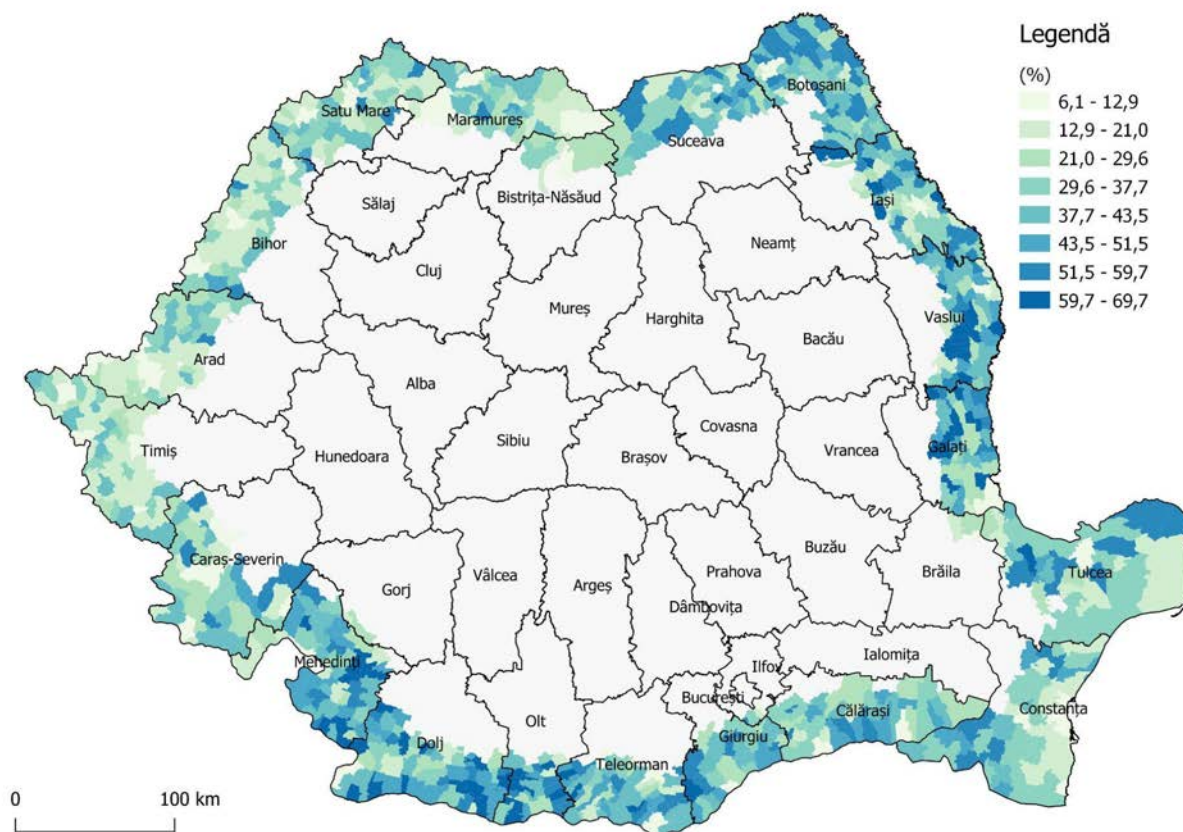 Legendă
(%)
6,1 - 12,9
12,9 - 21,0
21,0 - 29,6
29,6 - 37,7
37,7 - 43,5
43,5 - 51,5
51,5 - 59,7
59,7 - 69,7
Botoșani
Satu Mare
Maramureș
Suceava
Sălaj
Bistrița-Năsăud
Iași
Bihor
Neamț
Cluj
Mureș
Harghita
Vaslui
Bacău
Arad
Alba
Timiș
Hunedoara
Sibiu
Covasna
Brașov
Vrancea
Galați
Caraș-Severin
Gorj
Vâlcea
Argeș
Prahova
Buzău
Brăila
Tulcea
Dâmbovița
Mehedinți
Ilfov
Ialomița
București
Călărași
Constanța
Olt
Dolj
Giurgiu
Teleorman
0 100 km